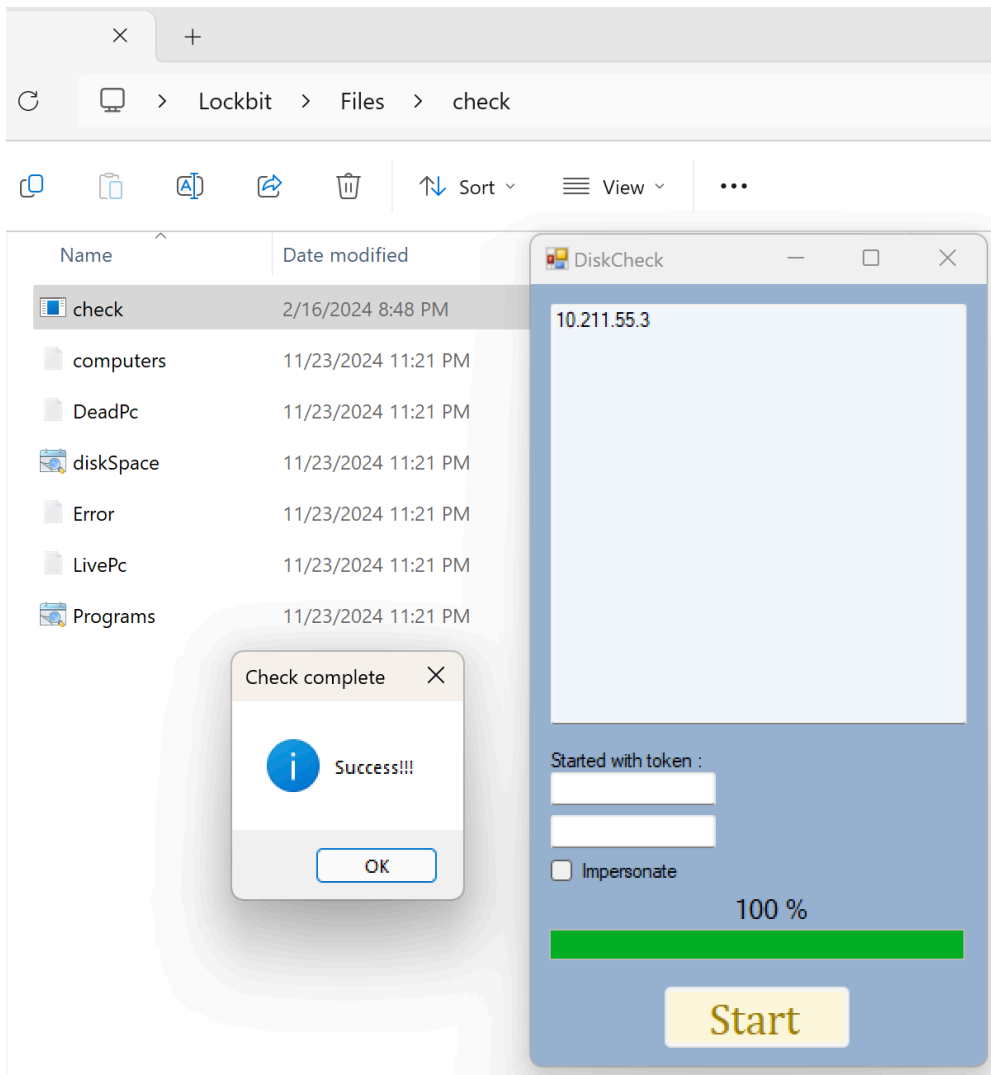 Lockbit > Files > check
Sort
View
Name Date modified
check 2/16/2024 8:48 PM
computers 11/23/2024 11:21 PM
DeadPc 11/23/2024 11:21 PM
diskSpace 11/23/2024 11:21 PM
Error 11/23/2024 11:21 PM
LivePc 11/23/2024 11:21 PM
Programs 11/23/2024 11:21 PM
Check complete
Success!!!
OK
DiskCheck
10.211.55.3
Started with token :
Impersonate
100 %
Start